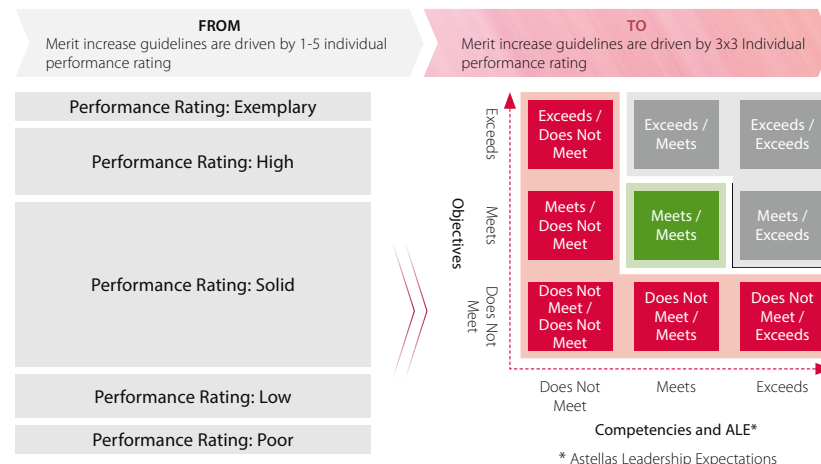 FROM
Merit increase guidelines are driven by 1-5 individual
performance rating
TO
Merit increase guidelines are driven by 3x3 Individual
performance rating
Performance Rating: Exemplary
Performance Rating: High
Performance Rating: Solid
Performance Rating: Low
Performance Rating: Poor
Objectives
Exceeds
Meets
Does Not
Meet
Exceeds /
Does Not
Meet
Exceeds /
Meets
Exceeds /
Exceeds
Meets /
Does Not
Meet
Meets /
Meets
Meets /
Exceeds
Does Not
Meet /
Does Not
Meet
Does Not
Meet /
Meets
Does Not
Meet /
Exceeds
Does Not
Meet
Meets
Exceeds
Competencies and ALE*
* Astellas Leadership Expectations